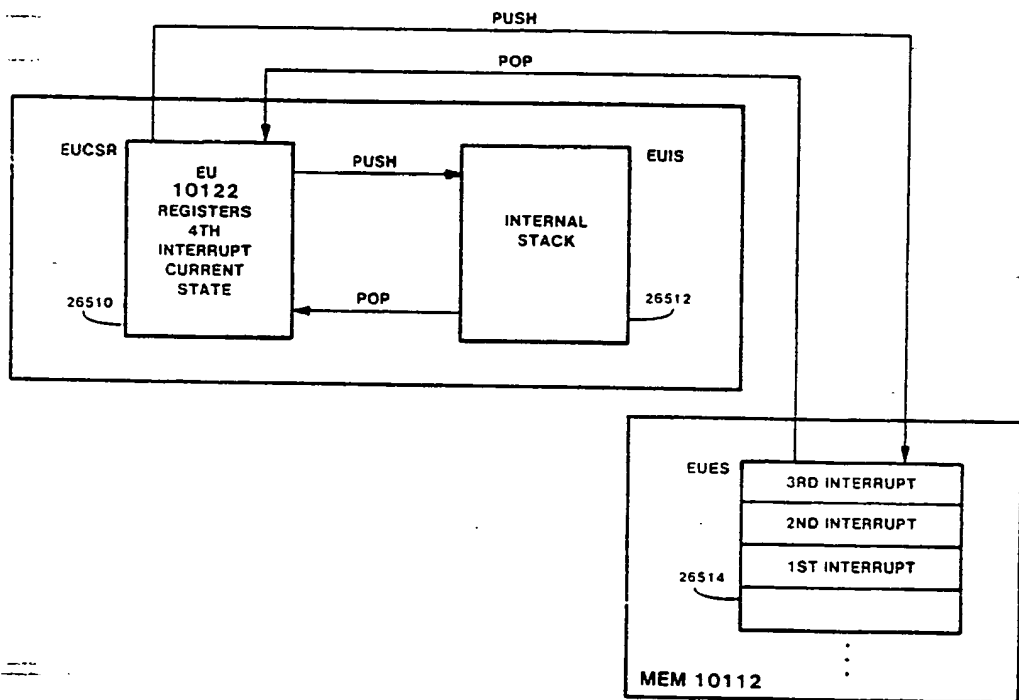 PUSH
POP
EUCSR
EU
10122
REGISTERS
4TH
INTERRUPT
CURRENT
STATE
26510
PUSH
POP
EUIS
INTERNAL
STACK
26512
EUES
3RD INTERRUPT
2ND INTERRUPT
1ST INTERRUPT
26514
MEM 10112